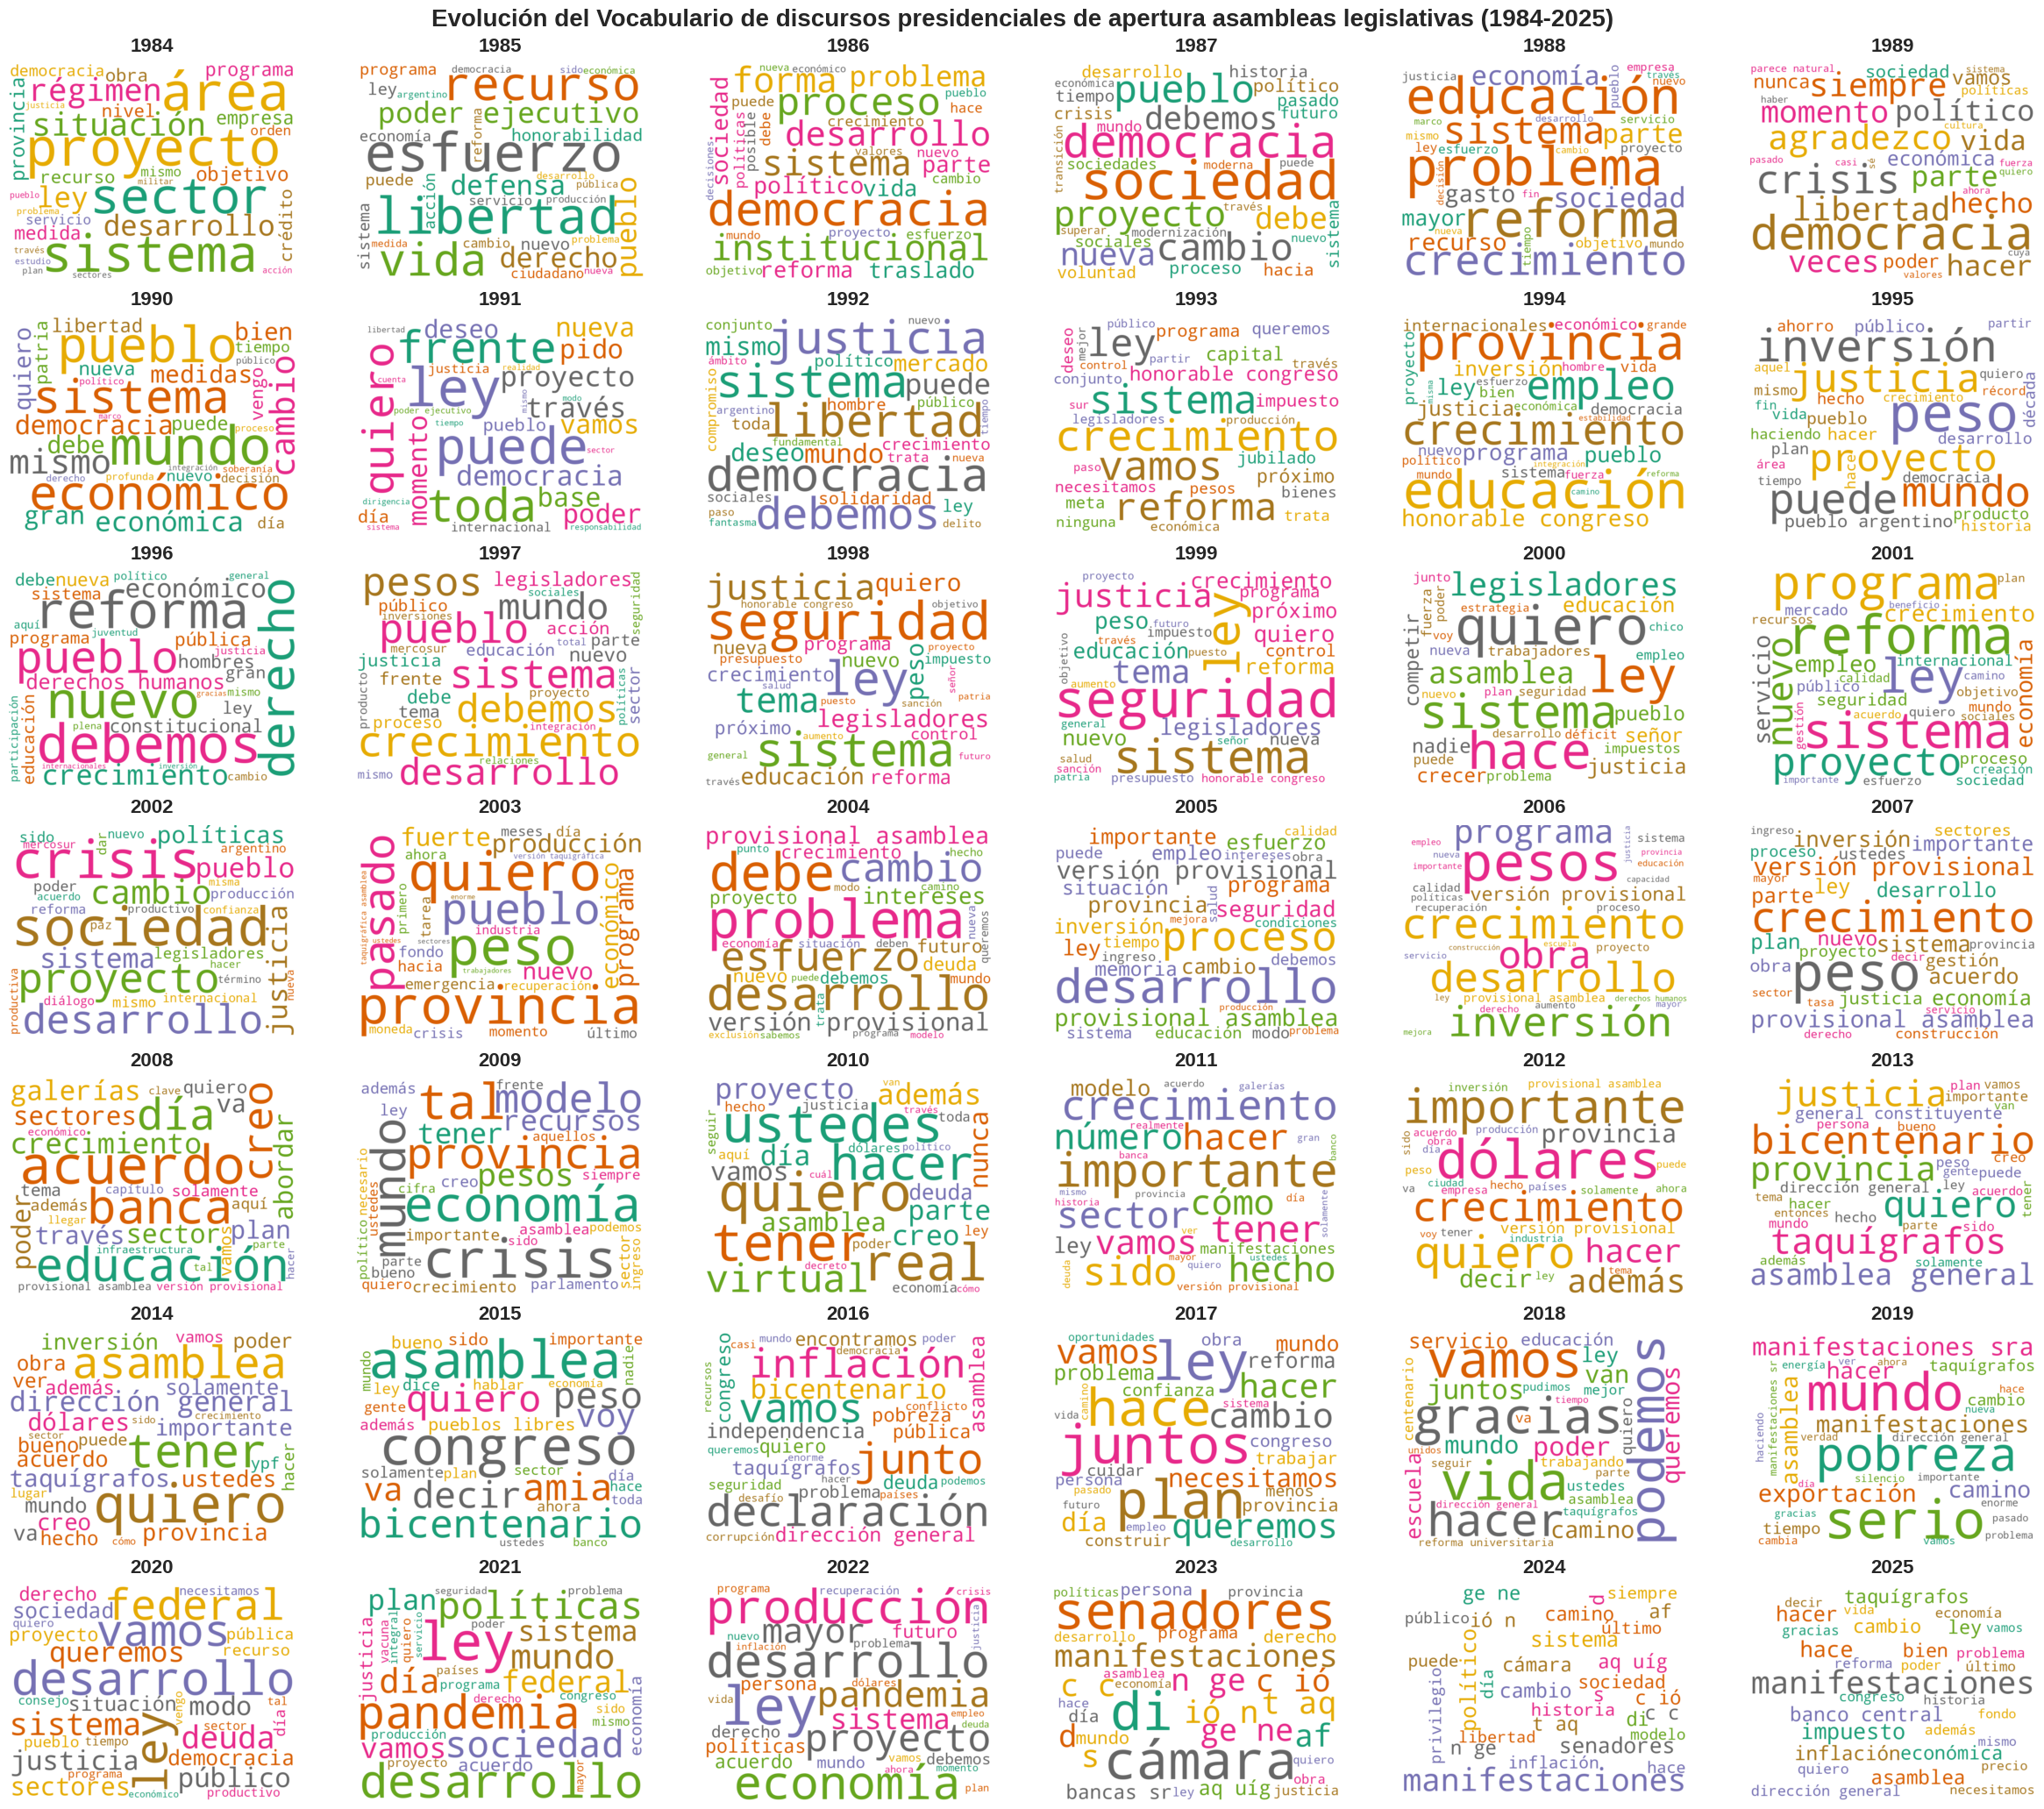 Evolución del Vocabulario de discursos presidenciales de apertura asambleas legislativas (1984-2025)
1984
democracia obra programa
provincia régimen área
justicia nivel
situación empresa
orden
proyecto
recurso mismo objetivo
militar
pueblo ley sector
problema
servicio desarrollo crédito
medida
través sistema
estudio
plan sectores acción
1985
programa democracia sido económica
ley recurso
argentino
poder ejecutivo
economía reforma honorabilidad
esfuerzo
puede defensa desarrollo pública
acción servicio producción
libertad pueblo
sistema medida cambio nuevo problema
vida derecho
ciudadano nueva
1986
nueva económico
sociedad forma problema
puede proceso pueblo
hace
políticas posible debe crecimiento
desarrollo
decisiones valores nuevo
sistema parte
político vida cambio
democracia
mundo proyecto esfuerzo
institucional
objetivo reforma traslado
1987
desarrollo historia
económica
tiempo pueblo político
crisis debemos pasado
mundo futuro
democracia
transición sociedades moderna puede
sociedad
proyecto través debe
superar modernización sistema
sociales nueva cambio nuevo
voluntad proceso hacia
1988
justicia economía pueblo empresa
través
nuevo
educación
marco desarrollo servicio
mismo sistema parte
ley esfuerzo cambio proyecto
problema
decisión gasto fin sociedad
mayor reforma
nueva
recurso tiempo objetivo mundo
crecimiento
1989
parece natural sociedad sistema
nunca siempre vamos
políticas
haber
momento político
cultura
agradezco vida
pasado casi sé económica fuerza
quiero
crisis parte
ahora
libertad hecho
democracia
cuya
veces poder hacer
valores
1990
quiero patria libertad pueblo bien
tiempo
nueva público
político medidas vengo cambio
sistema
marco
democracia puede proceso
debe mundo
mismo integración soberanía
derecho profunda nuevo decisión
económico
gran económica día
1991
libertad deseo nueva
frente pido
quiero justicia realidad
cuenta ley proyecto
mismo modo
poder ejecutivo través
tiempo pueblo vamos
puede sector
momento democracia
dirigencia toda base
día poder
sistema internacional responsabilidad
1992
conjunto justicia nuevo
mismo
ámbito político mercado
sistema puede
compromiso argentino hombre público
toda libertad tiempo
fundamental crecimiento
deseo mundo trata nueva
democracia
sociales solidaridad
paso debemos ley
fantasma delito
1993
público programa queremos
deseo mejor ley
partir capital
control través
conjunto honorable congreso
sur sistema impuesto
legisladores producción
crecimiento
paso vamos jubilado
necesitamos pesos próximo
meta reforma bienes
ninguna trata
económica
1994
internacionales económico grande
proyecto provincia
inversión hombre vida
misma ley esfuerzo empleo
bien
justicia económica democracia
estabilidad
crecimiento
político nuevo programa pueblo
sistema integración fuerza reforma
camino
educación
honorable congreso
1995
ahorro público partir
inversión
aquel justicia quiero década
mismo hecho crecimiento récord
fin
vida pueblo peso
haciendo hacer desarrollo
plan
área proyecto
hace
tiempo democracia
puede mundo
producto
pueblo argentino historia
1996
debe nueva político general derecho
sistema económico
reforma
aquí
programa juventud pública
justicia
pueblo hombres
derechos humanos gran
nuevo gracias mismo
participación educación ley
plena constitucional
debemos
internacionales inversión
crecimiento cambio
1997
pesos legisladores seguridad
sociales
público mundo
inversiones
pueblo acción
mercosur total parte
justicia educación nuevo
frente sistema políticas sector
producto debe proyecto
tema debemos
proceso integración
crecimiento
relaciones
mismo desarrollo
1998
justicia quiero
honorable congreso objetivo
seguridad
nueva programa proyecto
presupuesto nuevo peso impuesto
crecimiento ley señor
salud
tema patria
puesto sanción
próximo legisladores
aumento control
general sistema futuro
través educación reforma
1999
proyecto crecimiento
justicia ley programa
próximo
peso futuro
impuesto quiero
objetivo través control
educación puesto
tema reforma
aumento
seguridad
general legisladores
nuevo señor nueva
salud sistema
sanción
patria presupuesto honorable congreso
2000
junto legisladores
competir fuerza poder estrategia educación
quiero chico
voy
nueva trabajadores empleo
asamblea ley
nuevo plan seguridad
sistema pueblo
nadie desarrollo déficit señor
puede hace impuestos
crecer problema justicia
2001
programa plan
mercado beneficio crecimiento
recursos
servicio nuevo reforma economía
empleo internacional
calidad camino
público ley objetivo
seguridad mundo
gestión acuerdo quiero sociales
sistema
proyecto proceso
creación
importante esfuerzo sociedad
2002
sido nuevo políticas
mercosur dar argentino
crisis pueblo
poder cambio misma
acuerdo producción
reforma productivo confianza
sociedad justicia
paz
sistema legisladores
hacer
productiva proyecto término nueva
diálogo mismo internacional
desarrollo
2003
fuerte meses día
producción
taquigráfica asamblea pasado ahora versión taquigráfica
quiero económico programa
primero tarea enorme
pueblo
industria
ustedes sectores peso
fondo
hacia trabajadores nuevo
emergencia recuperación
provincia
moneda crisis momento último
2004
provisional asamblea
punto crecimiento hecho
debe cambio
modo camino
proyecto intereses
problema nueva queremos
economía situación deben
esfuerzo futuro
nuevo puede debemos deuda
trata mundo
desarrollo
versión provisional
exclusión sabemos programa modelo
2005
importante calidad
esfuerzo
puede empleo intereses obra
versión provisional
situación salud programa
provincia seguridad
inversión mejora condiciones
ley tiempo proceso
ingreso
memoria cambio debemos
desarrollo
producción
provisional asamblea
sistema educación modo problema
2006
programa justicia sistema
empleo
nueva pesos provincia
importante educación
calidad capacidad
políticas versión provisional
recuperación proceso
crecimiento
construcción escuela
servicio obra proyecto
desarrollo
ley provisional asamblea derechos humanos
derecho aumento mayor
mejora inversión
2007
ingreso inversión sectores
importante
proceso ustedes
versión provisional
mayor
parte ley desarrollo
crecimiento
plan nuevo sistema provincia
proyecto decir
obra peso gestión
acuerdo
sector tasa justicia economía
servicio
provisional asamblea
derecho construcción
2008
galerías clave quiero creo
sectores día va
económico
crecimiento abordar
acuerdo
tema capítulo solamente
poder además banca aquí
llegar
través sector vamos plan
infraestructura parte
educación hacer
tal
provisional asamblea versión provisional
2009
además tal frente modelo
ley recursos
tener aquellos
mundo provincia
político necesario ustedes creo pesos siempre
cifra
economía
asamblea podemos
importante sido
parte crisis sector ingreso
bueno
quiero crecimiento parlamento
2010
proyecto van además
hecho justicia través
seguir ustedes toda nunca
dólares político
aquí día hacer
vamos cuál
quiero deuda
parte
asamblea
tener poder creo ley
real
virtual decreto
economía cómo
2011
modelo acuerdo galerías
crecimiento
realmente gran
número hacer banco
banca
importante
mismo provincia día solamente
historia
sector cómo
ver
ley vamos tener
manifestaciones
deuda sido mayor ustedes
quiero hecho
versión provisional
2012
inversión provisional asamblea
importante
sido acuerdo producción provincia
obra
día dólares puede
peso
ciudad hecho países
va empresa solamente ahora
crecimiento
voy tener versión provisional
industria
quiero hacer
tema
decir ley además
2013
justicia plan vamos
importante
general constituyente van
persona bueno
bicentenario
creo
provincia peso
gente puede tener
dirección general ley
tema acuerdo
hacer quiero
entonces hecho
mundo parte sido
taquígrafos
además solamente
asamblea general
2014
inversión vamos poder
obra asamblea
ver
además solamente
dirección general
dólares sido crecimiento
sector importante
bueno puede tener ypf hacer
acuerdo
taquígrafos ustedes
lugar
mundo quiero
creo
va hecho cómo provincia
2015
bueno sido importante
mundo asamblea nadie
ley dice hablar economía
gente quiero peso
además pueblos libres voy
congreso
solamente plan sector día
va decir amia hace
ahora toda
bicentenario
ustedes banco
2016
recursos congreso casi mundo encontramos poder asamblea
democracia
inflación
bicentenario
conflicto
vamos pobreza
independencia pública
queremos quiero
enorme junto
taquígrafos
hacer deuda podemos
seguridad problema países
desafío
declaración
corrupción dirección general
2017
oportunidades obra mundo
vamos ley reforma
problema
camino confianza hacer
vida hace sistema
cambio
juntos congreso
trabajar
persona cuidar necesitamos
pasado menos
futuro plan provincia
día empleo queremos
construir desarrollo
2018
servicio educación podemos
centenario vamos ley
van
juntos pudimos mejor
tiempo
gracias quiero queremos
va
unidos mundo poder
seguir trabajando
parte
escuela vida ustedes
asamblea
dirección general taquígrafos
hacer camino
reforma universitaria
2019
manifestaciones sra
energía ver ahora
manifestaciones sr hacer taquígrafos
mundo hace
cambio
nueva
haciendo asamblea manifestaciones
verdad dirección general
pobreza
día silencio importante
exportación camino
enorme
gracias serio pasado
tiempo
cambia vamos problema
2020
derecho federal necesitamos
sociedad
quiero vamos
proyecto pública
queremos recurso
desarrollo
consejo situación vengo modo tal
sistema sector día
pueblo tiempo ley deuda
justicia democracia
programa público
sectores económico productivo
2021
plan seguridad problema
políticas
justicia vacuna integral quiero servicio poder
ley sistema
países mundo
día programa federal
derecho congreso
pandemia sido economía
producción mismo
vamos sociedad
proyecto acuerdo mayor
desarrollo
2022
programa recuperación crisis
producción
nuevo mayor futuro justicia
inflación problema
desarrollo
persona dólares
vida ley pandemia
sistema empleo
derecho deuda
políticas proyecto
acuerdo vamos debemos
mundo ahora momento
economía plan
2023
políticas persona provincia
senadores
desarrollo programa derecho
manifestaciones
asamblea
c c economía n ge c ió
hace di ió n t aq
día
d mundo ge ne af
s cámara quiero
obra
bancas sr ley aq uíg justicia
2024
ge ne d siempre
público ió n camino af
último
sistema
puede político cámara aq uíg
privilegio día cambio sociedad
s c ió
historia di c c
t aq
libertad modelo
n ge senadores
inflación hace
manifestaciones
2025
taquígrafos
decir vida economía
hacer cambio ley vamos
gracias
hace bien problema
reforma poder último
manifestaciones
congreso historia
banco central fondo
impuesto además
mismo
inflación económica
quiero precio
asamblea
dirección general necesitamos